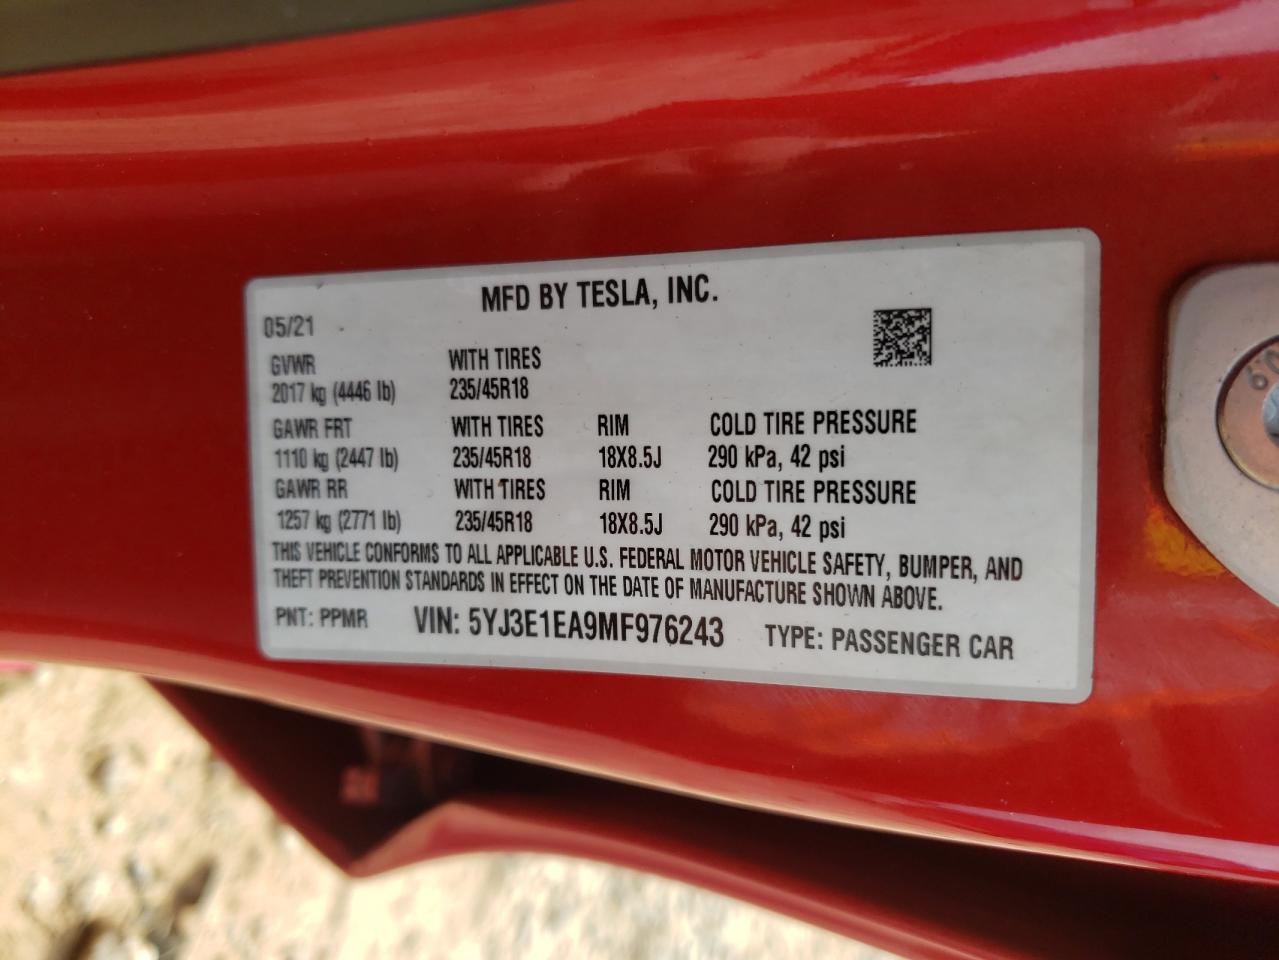 MFD BY TESLA, INC.
05/21
GVWR WITH TIRES
2017 kg (4446 lb) 235/45R18
GAWR FRT WITH TIRES RIM COLD TIRE PRESSURE
1110 kg (2447 lb) 235/45R18 18X8.5J 290 kPa, 42 psi
GAWR RR WITH TIRES RIM COLD TIRE PRESSURE
1257 kg (2771 lb) 235/45R18 18X8.5J 290 kPa, 42 psi
THIS VEHICLE CONFORMS TO ALL APPLICABLE U.S. FEDERAL MOTOR VEHICLE SAFETY, BUMPER, AND
THEFT PREVENTION STANDARDS IN EFFECT ON THE DATE OF MANUFACTURE SHOWN ABOVE.
PNT: PPMR VIN: 5YJ3E1EA9MF976243 TYPE: PASSENGER CAR